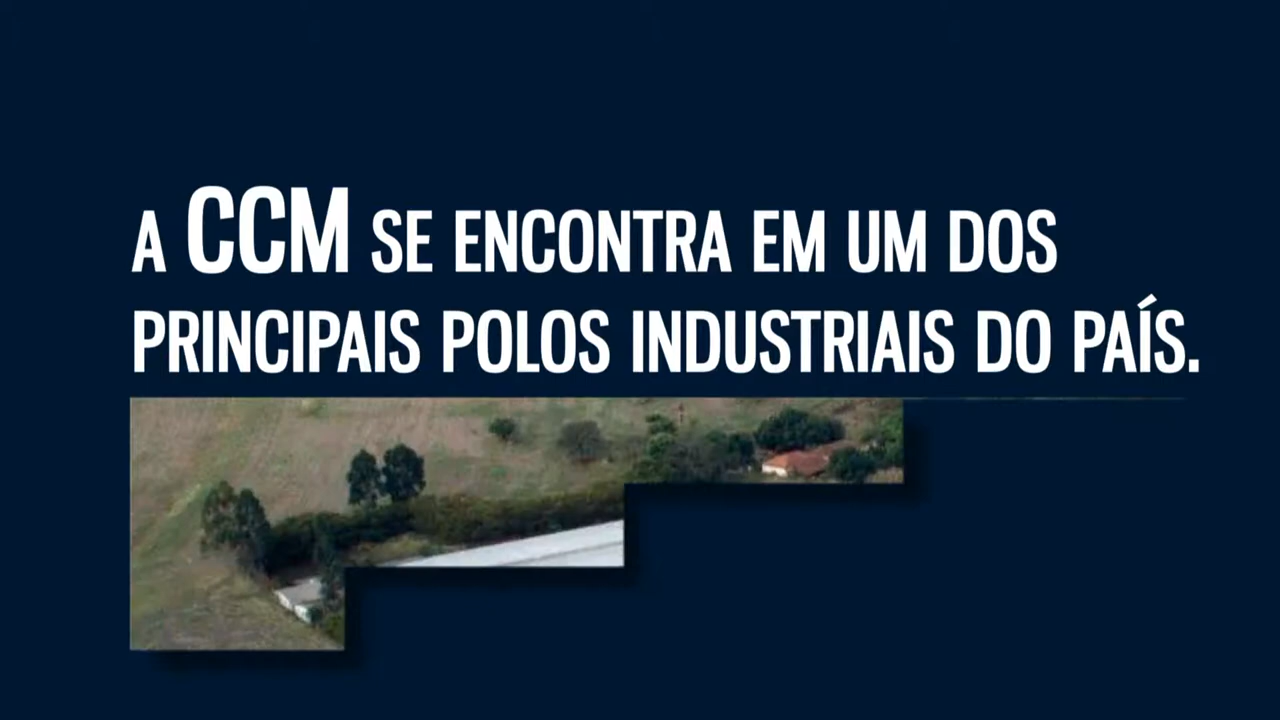 A CCM SE ENCONTRA EM UM DOS
PRINCIPAIS POLOS INDUSTRIAIS DO PAÍS.